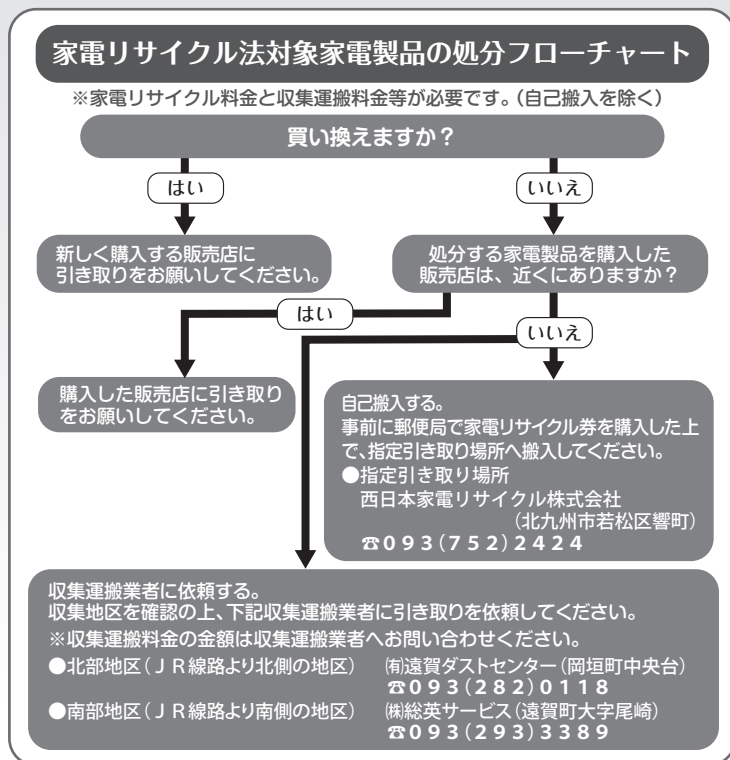 家電リサイクル法対象家電製品の処分フローチャート
※家電リサイクル料金と収集運搬料金等が必要です。(自己搬入を除く)
買い換えますか？
はい
いいえ
新しく購入する販売店に
引き取りをお願いしてください。
処分する家電製品を購入した
販売店は、近くにありますか？
はい
いいえ
購入した販売店に引き取り
をお願いしてください。
自己搬入する。
事前に郵便局で家電リサイクル券を購入した上
で、指定引き取り場所へ搬入してください。
●指定引き取り場所
西日本家電リサイクル株式会社
(北九州市若松区響町)
☎093(752)2424
収集運搬業者に依頼する。
収集地区を確認の上、下記収集運搬業者に引き取りを依頼してください。
※収集運搬料金の金額は収集運搬業者へお問い合わせください。
●北部地区(ＪＲ線路より北側の地区) ㈲遠賀ダストセンター(岡垣町中央台)
☎093(282)0118
●南部地区(ＪＲ線路より南側の地区) ㈱総英サービス(遠賀町大字尾崎)
☎093(293)3389